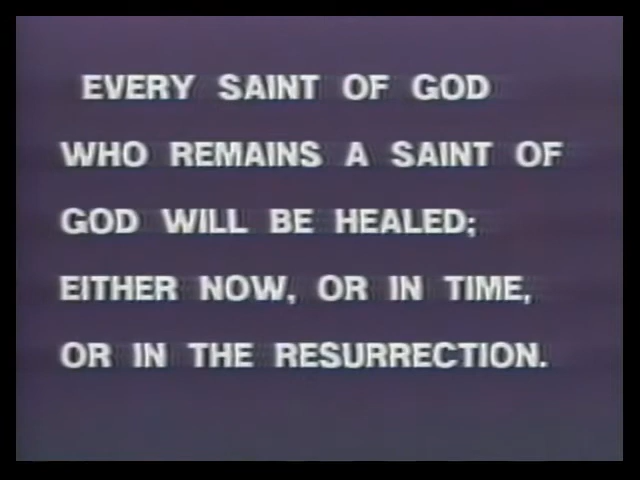 EVERY SAINT OF GOD
WHO REMAINS A SAINT OF
GOD WILL BE HEALED;
EITHER NOW, OR IN TIME,
OR IN THE RESURRECTION.